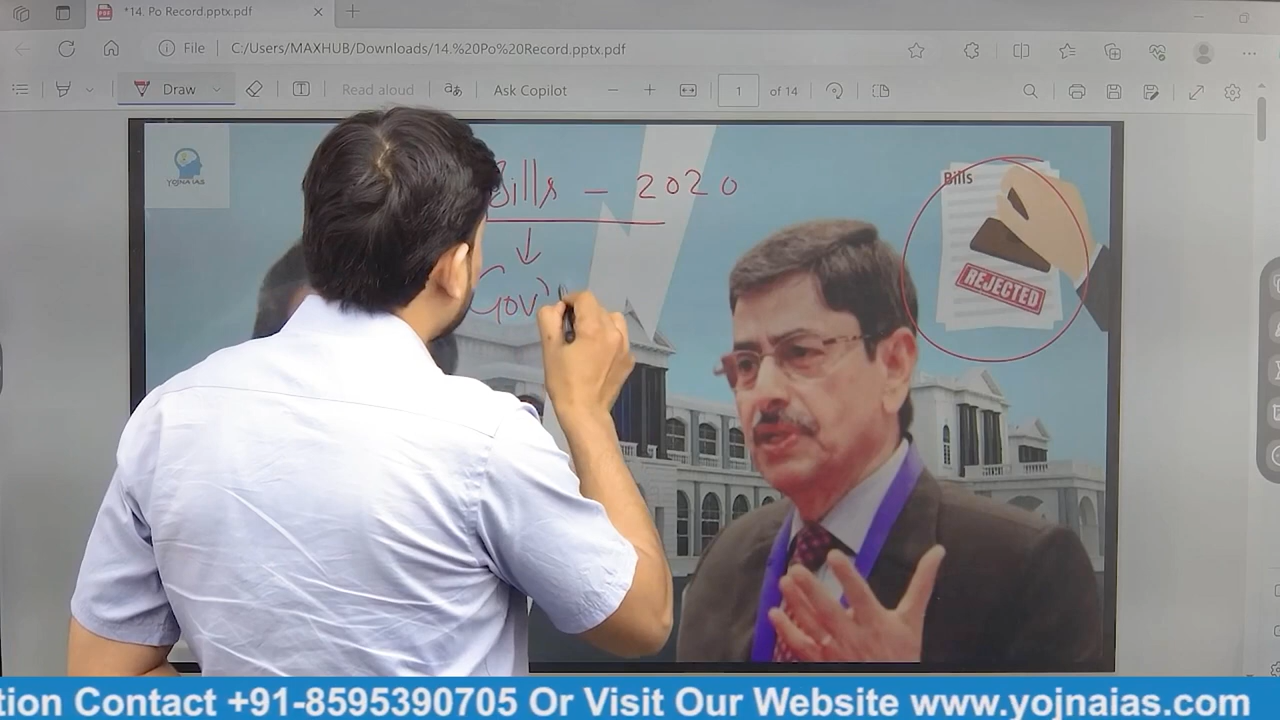 *14. Po Record.pptx.pdf
File C:/Users/MAXHUB/Downloads/14.%20Po%20Record.pptx.pdf
Draw Read aloud aあ Ask Copilot 1 of 14
YOJNA IAS
Bills
Bills – 2020
REJECTED
tion Contact +91-8595390705 Or Visit Our Website www.yojnaias.com